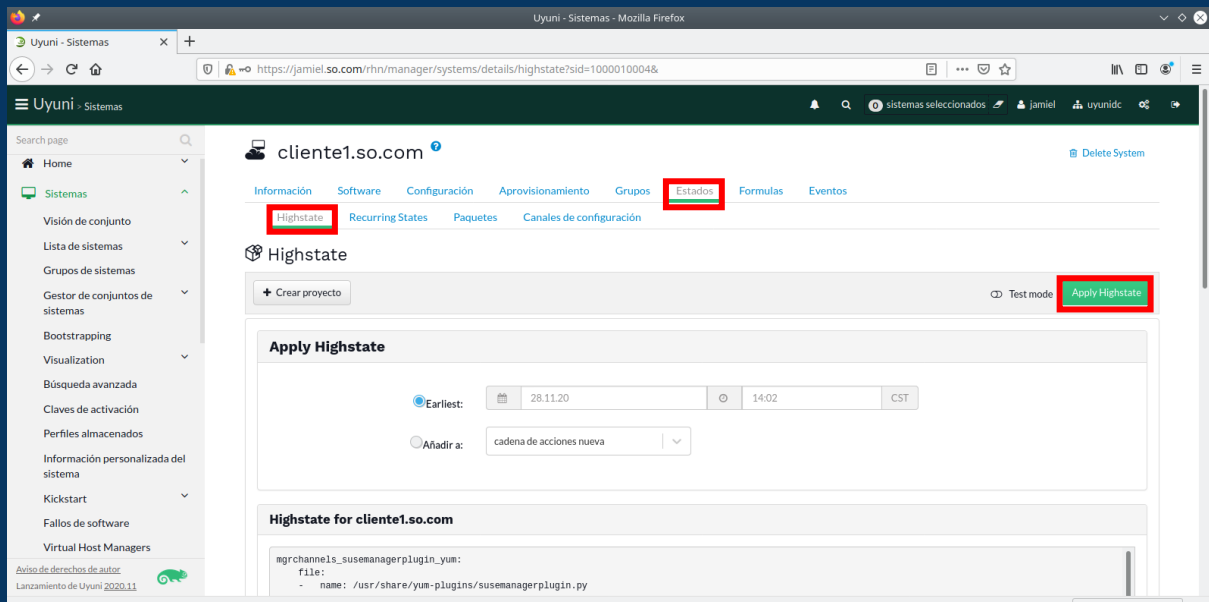 Uyuni - Sistemas - Mozilla Firefox
Uyuni - Sistemas
https://jamiel.so.com/rhn/manager/systems/details/highstate?sid=1000010004&
Uyuni > Sistemas
0 sistemas seleccionados
jamiel
uyunidc
Search page
Home
Sistemas
Visión de conjunto
Lista de sistemas
Grupos de sistemas
Gestor de conjuntos de
sistemas
Bootstrapping
Visualization
Búsqueda avanzada
Claves de activación
Perfiles almacenados
Información personalizada del
sistema
Kickstart
Fallos de software
Virtual Host Managers
Aviso de derechos de autor
Lanzamiento de Uyuni 2020.11
cliente1.so.com ?
Delete System
Información Software Configuración Aprovisionamiento Grupos Estados Formulas Eventos
Highstate Recurring States Paquetes Canales de configuración
Highstate
+ Crear proyecto
Test mode
Apply Highstate
Apply Highstate
Earliest: 28.11.20 14:02 CST
Añadir a: cadena de acciones nueva
Highstate for cliente1.so.com
mgrchannels_susemanagerplugin_yum:
file:
- name: /usr/share/yum-plugins/susemanagerplugin.py